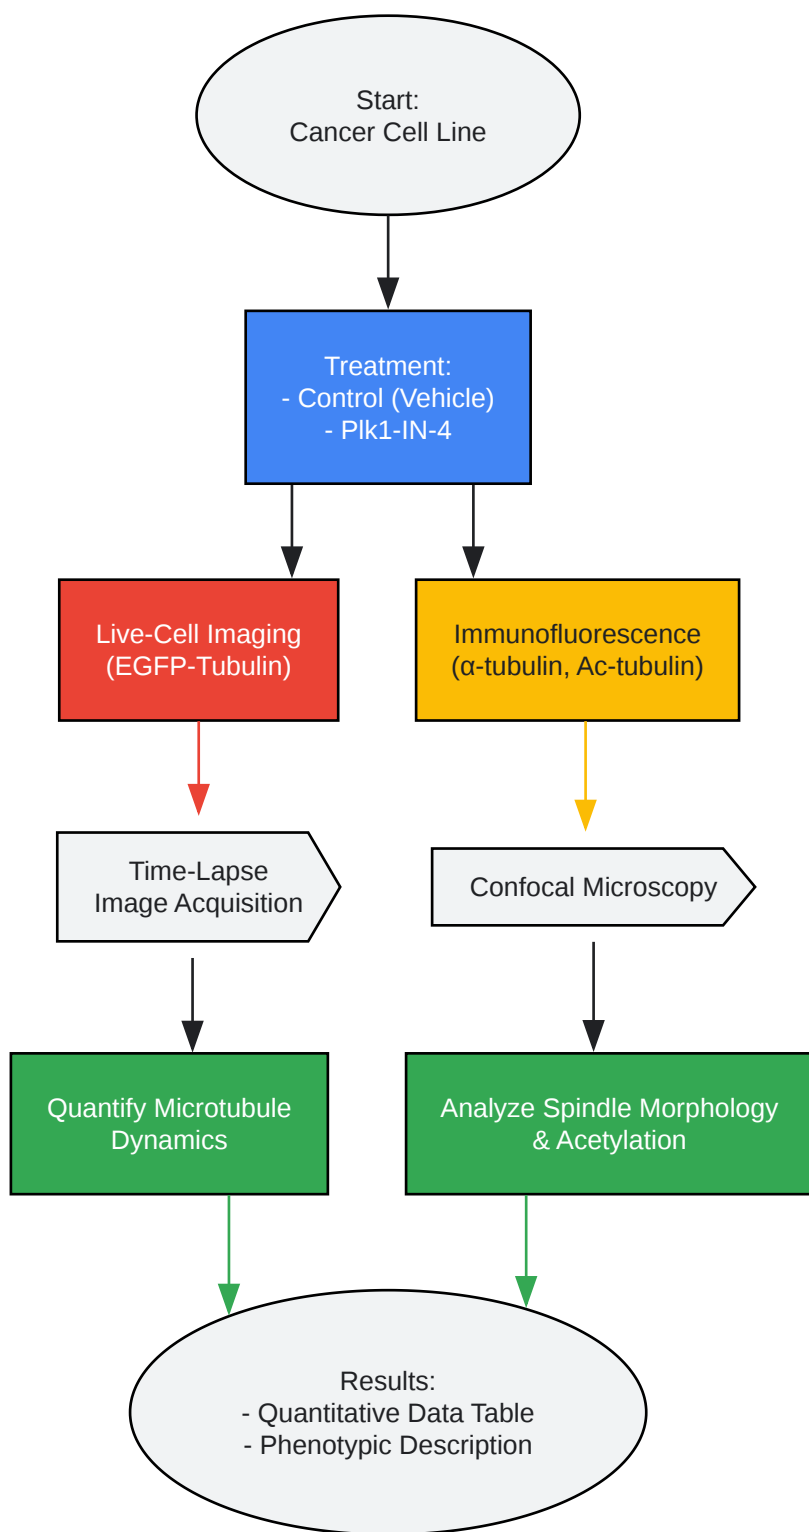 Start:
Cancer Cell Line
Treatment:
- Control (Vehicle)
- Plk1-IN-4
Live-Cell Imaging
(EGFP-Tubulin)
Immunofluorescence
(α-tubulin, Ac-tubulin)
Time-Lapse
Image Acquisition
Confocal Microscopy
Quantify Microtubule
Dynamics
Analyze Spindle Morphology
& Acetylation
Results:
- Quantitative Data Table
- Phenotypic Description